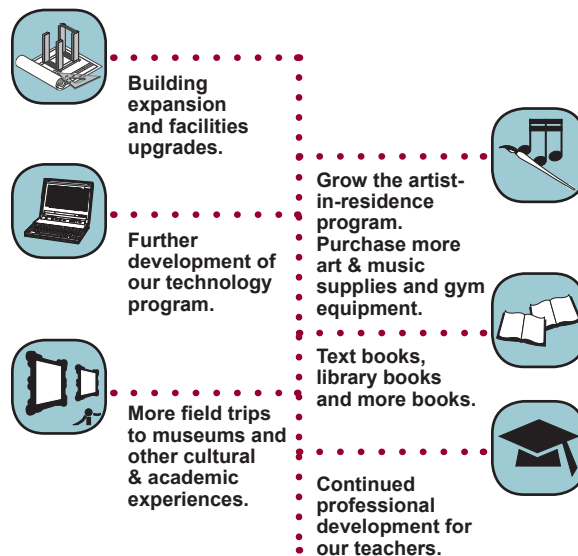 Building
expansion
and facilities
upgrades.
Grow the artist-
in-residence
program.
Purchase more
art & music
supplies and gym
equipment.
Further
development of
our technology
program.
Text books,
library books
and more books.
More field trips
to museums and
other cultural
& academic
experiences.
Continued
professional
development for
our teachers.